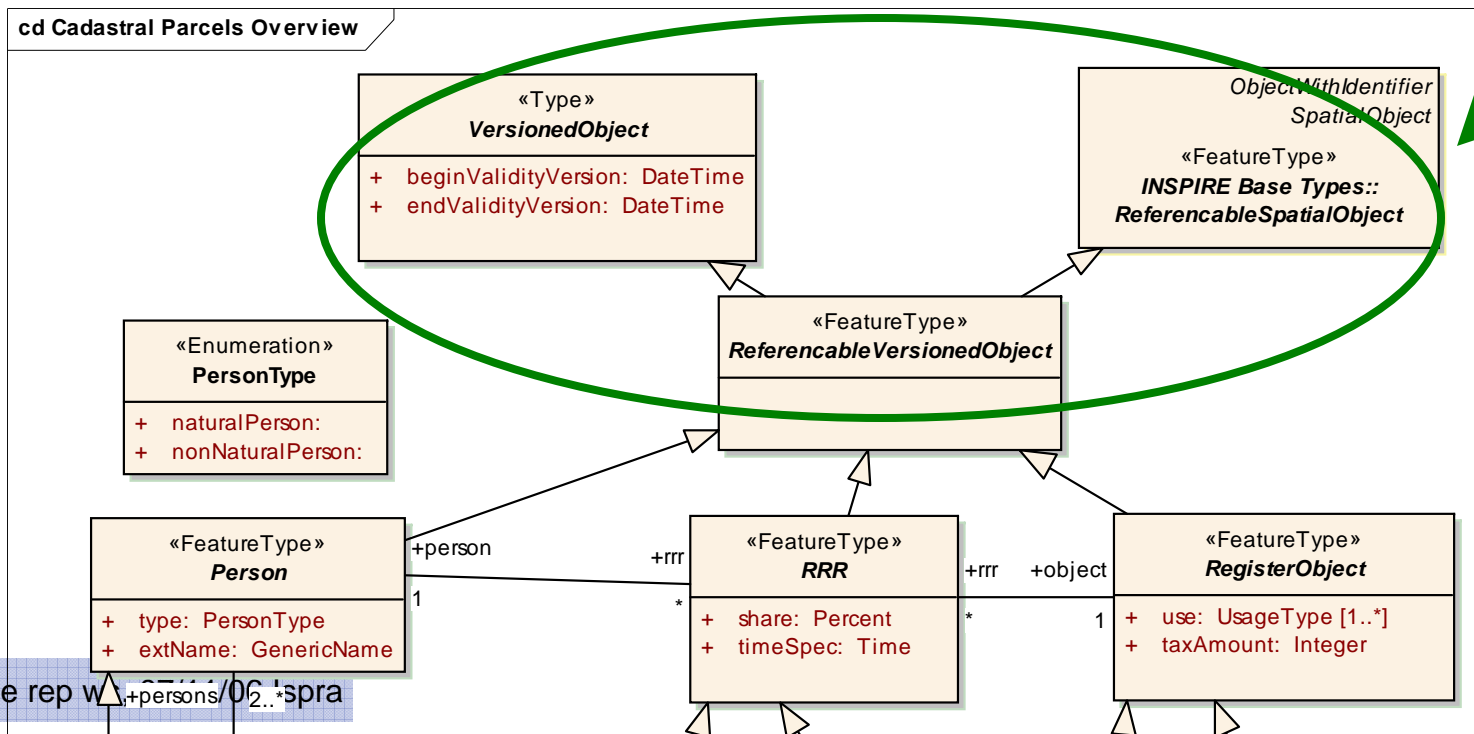 cd Cadastral Parcels Overview
«Type»
VersionedObject
+ beginValidityVersion: DateTime
+ endValidityVersion: DateTime
ObjectWithIdentifier
SpatialObject
«FeatureType»
INSPIRE Base Types::
ReferencableSpatialObject
«FeatureType»
ReferencableVersionedObject
«Enumeration»
PersonType
+ naturalPerson:
+ nonNaturalPerson:
«FeatureType»
Person
+ type: PersonType
+ extName: GenericName
+person
1
+rrr
*
«FeatureType»
RRR
+ share: Percent
+ timeSpec: Time
+rrr
*
+object
1
«FeatureType»
RegisterObject
+ use: UsageType [1..*]
+ taxAmount: Integer
e rep Ispra
+persons
2..*